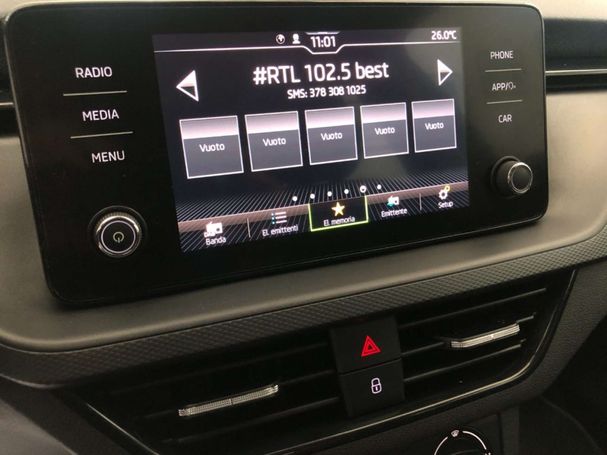 11:01
26.0°C
RADIO
MEDIA
MENU
#RTL 102.5 best
SMS: 378 308 1025
PHONE
APP/
CAR
Vuoto
Vuoto
Vuoto
Vuoto
Vuoto
Banda
El. emittenti
El. memoria
Emittente
Setup